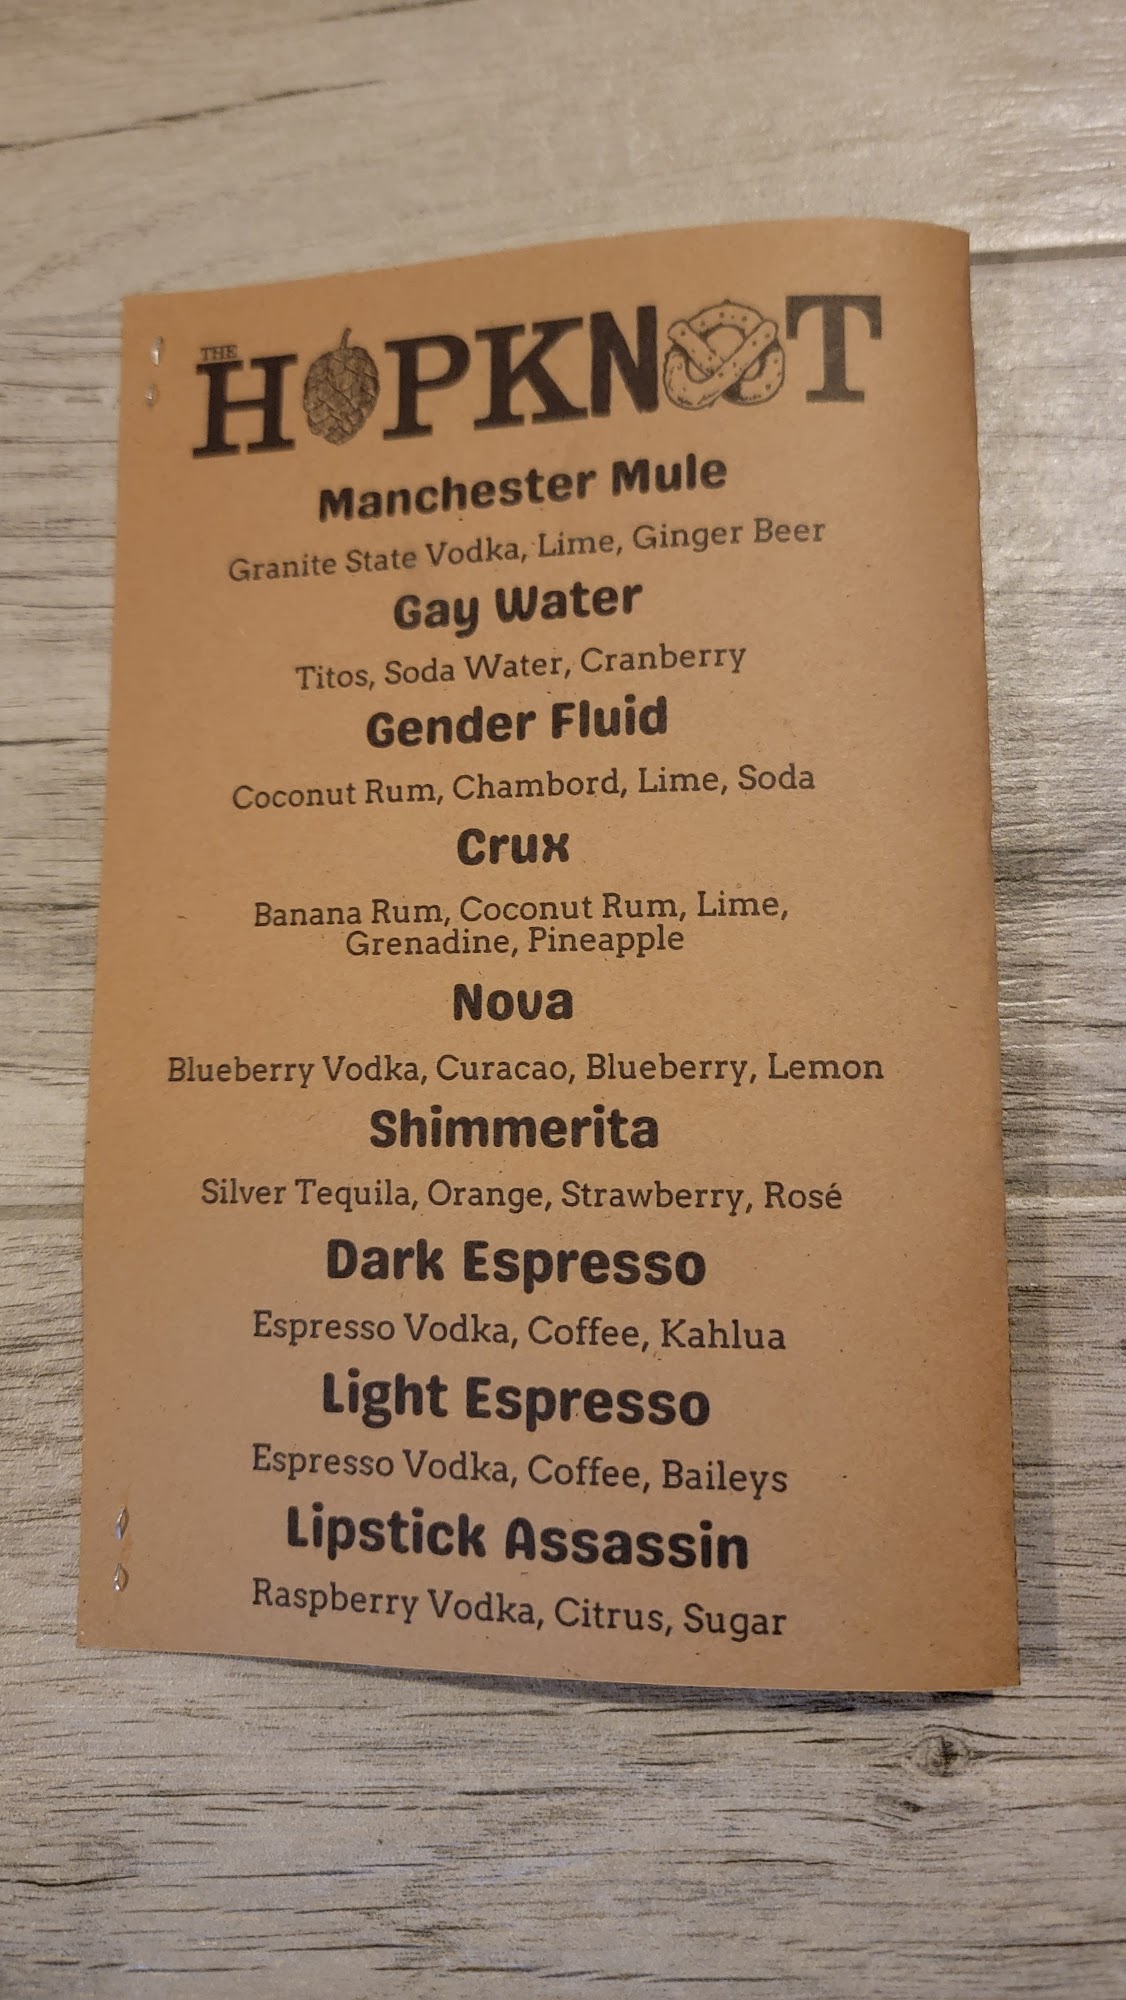 THE
HOPKNOT
Manchester Mule
Granite State Vodka, Lime, Ginger Beer
Gay Water
Titos, Soda Water, Cranberry
Gender Fluid
Coconut Rum, Chambord, Lime, Soda
Crux
Banana Rum, Coconut Rum, Lime,
Grenadine, Pineapple
Nova
Blueberry Vodka, Curacao, Blueberry, Lemon
Shimmerita
Silver Tequila, Orange, Strawberry, Rosé
Dark Espresso
Espresso Vodka, Coffee, Kahlua
Light Espresso
Espresso Vodka, Coffee, Baileys
Lipstick Assassin
Raspberry Vodka, Citrus, Sugar